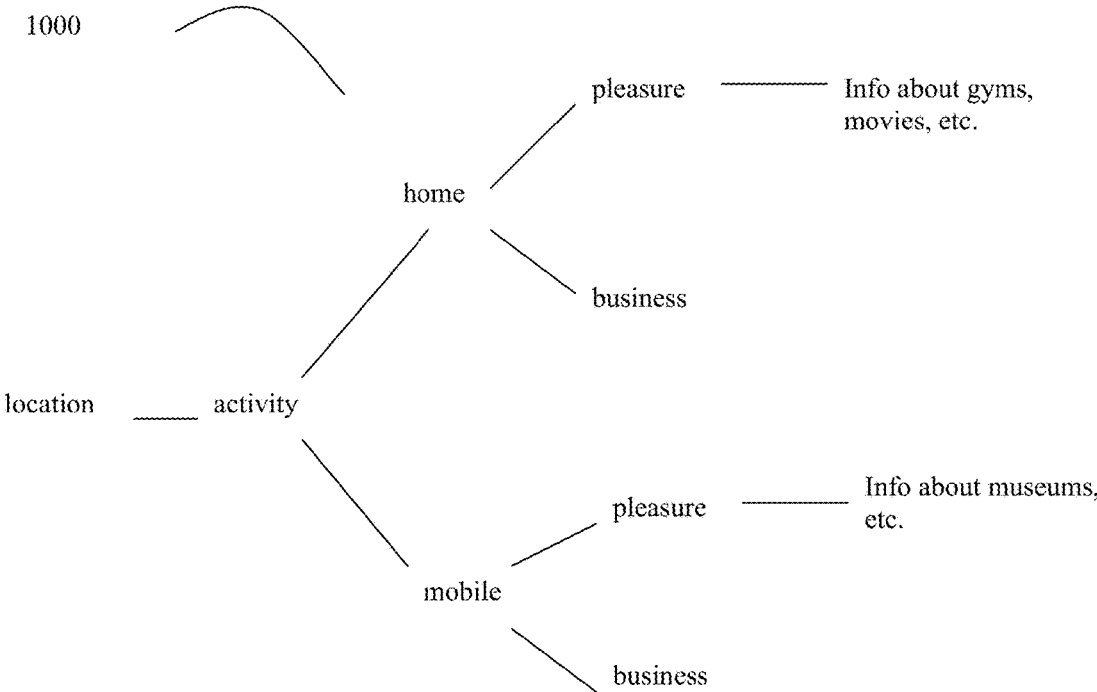 1000
pleasure
Info about gyms,
movies, etc.
home
business
location
activity
pleasure
Info about museums,
etc.
mobile
business